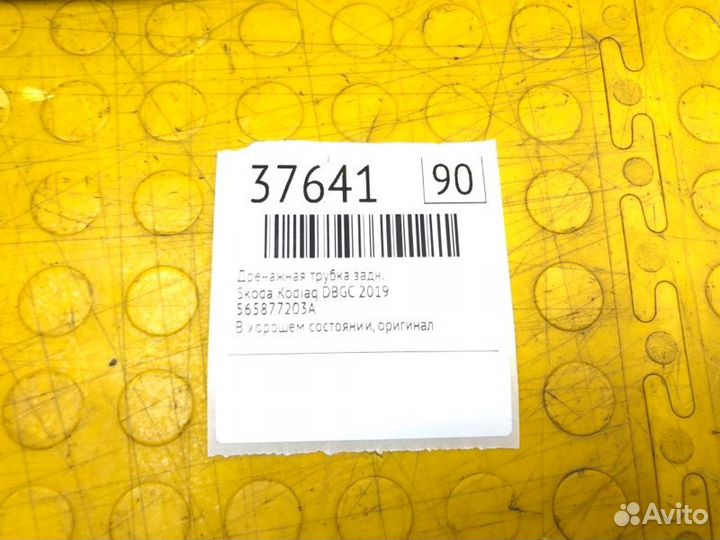 37641 90
Дренажная трубка задн.
Skoda Kodiaq DBGC 2019
565877203A
В хорошем состоянии, оригинал
Avito